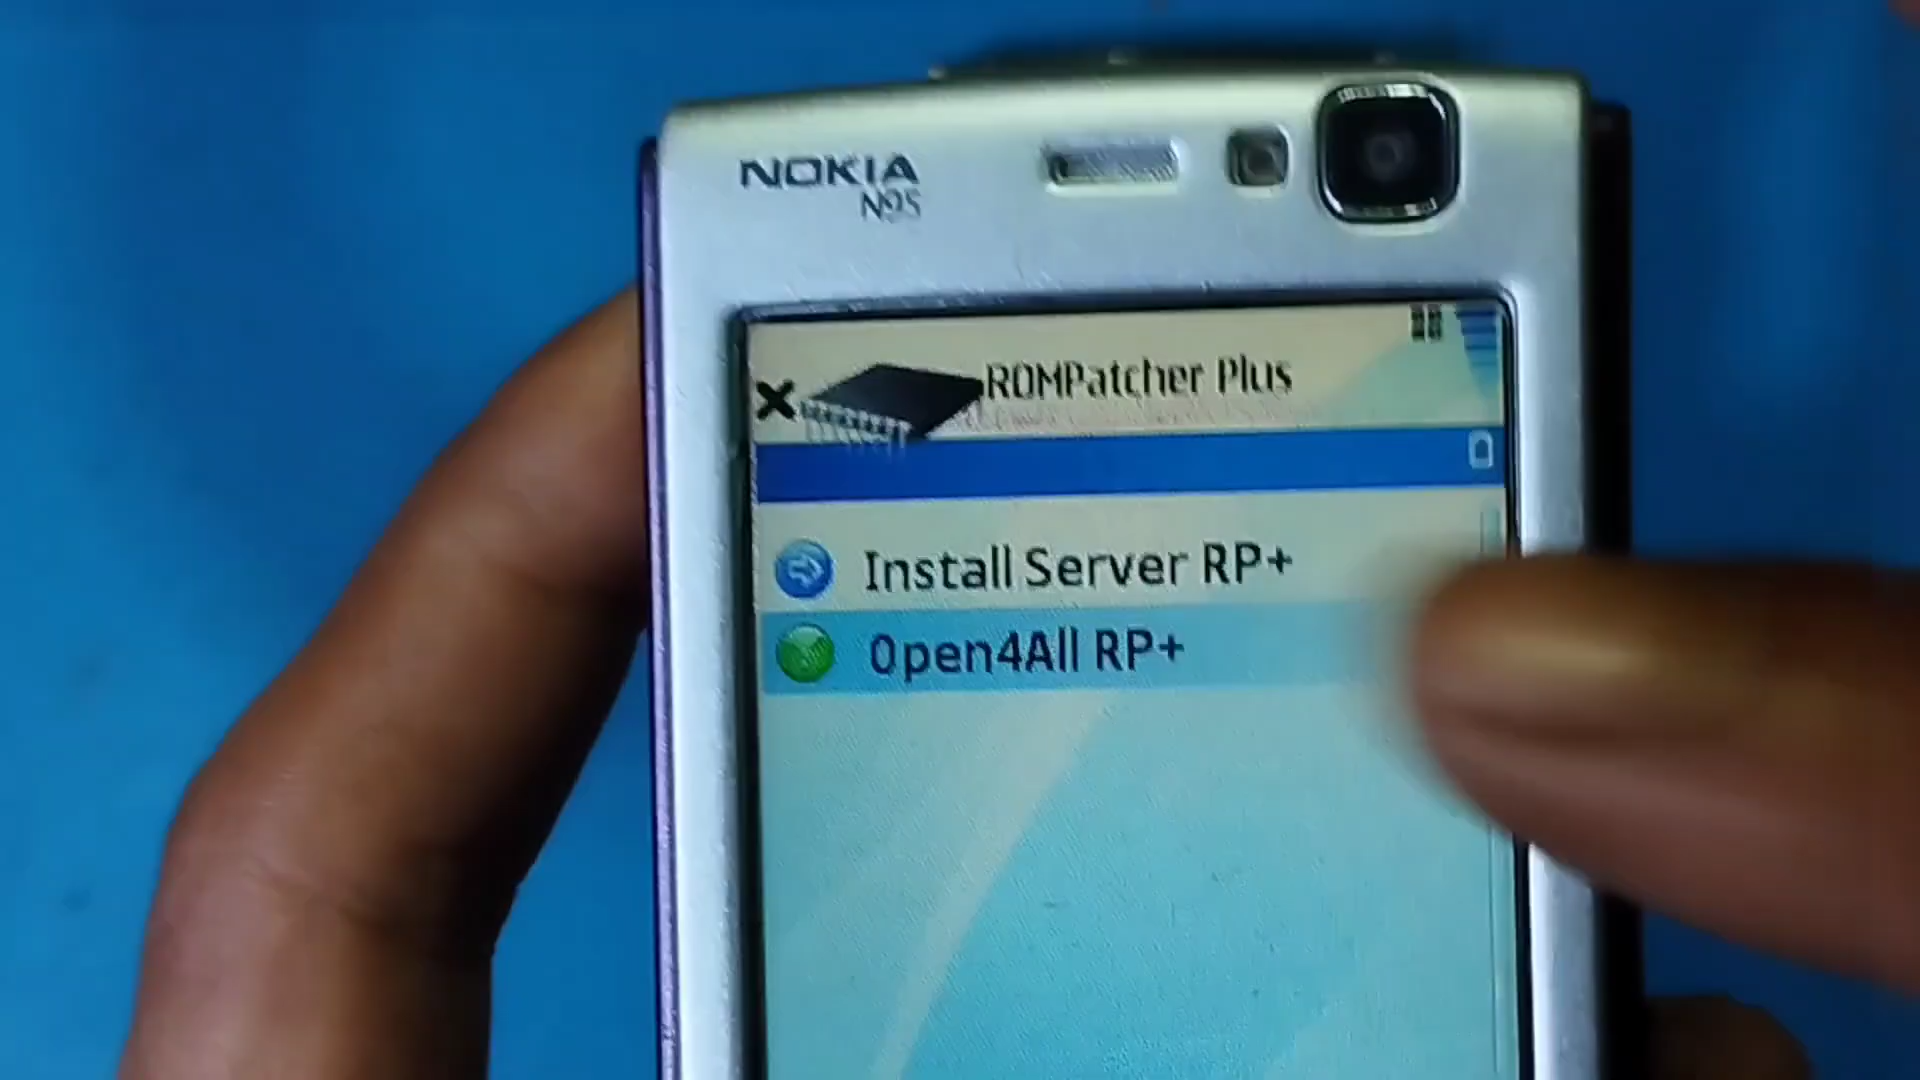 NOKIA
N95
ROMPatcher Plus
Install Server RP+
Open4All RP+